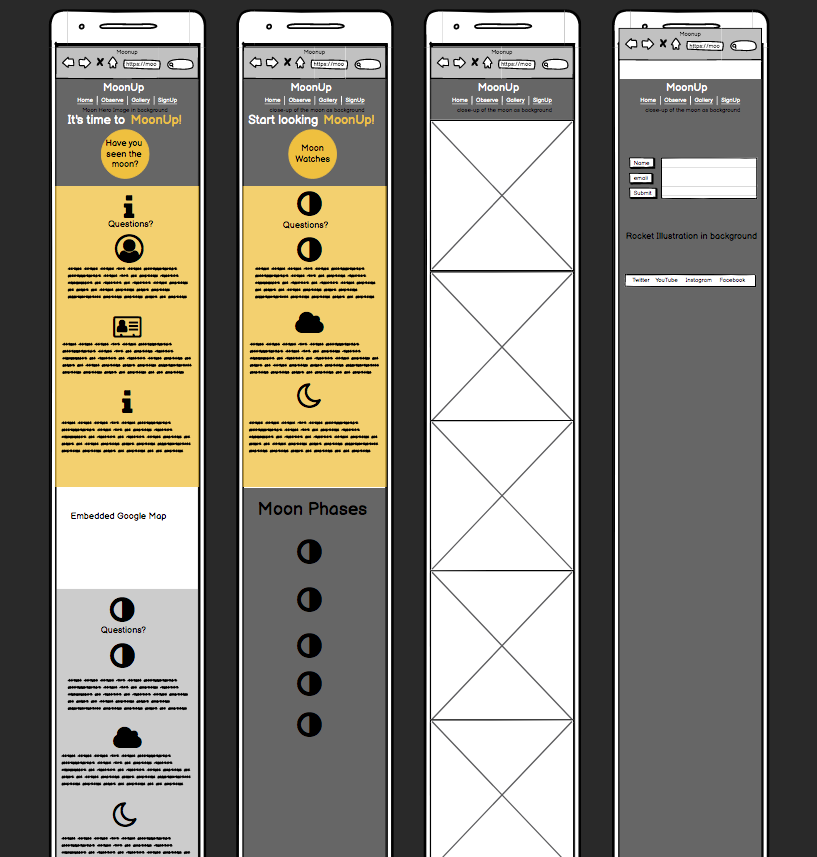 Moonup
https://moo
MoonUp
Home | Observe | Gallery | SignUp
Moon Hero Image in background
It's time to MoonUp!
Have you
seen the
moon?
Questions?
Embedded Google Map
Questions?
Moonup
https://moo
MoonUp
Home | Observe | Gallery | SignUp
close-up of the moon as background
Start looking MoonUp!
Moon
Watches
Questions?
Moon Phases
Moonup
https://moo
MoonUp
Home | Observe | Gallery | SignUp
close-up of the moon as background
Moonup
https://moo
MoonUp
Home | Observe | Gallery | SignUp
close-up of the moon as background
Name
email
Submit
Rocket Illustration in background
Twitter YouTube Instagram Facebook